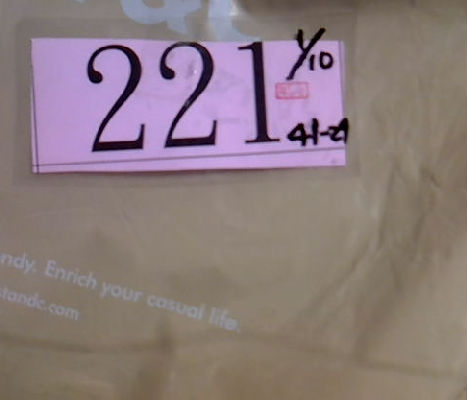 221
1/10
41-21
ndy. Enrich your casual life.
tandc.com